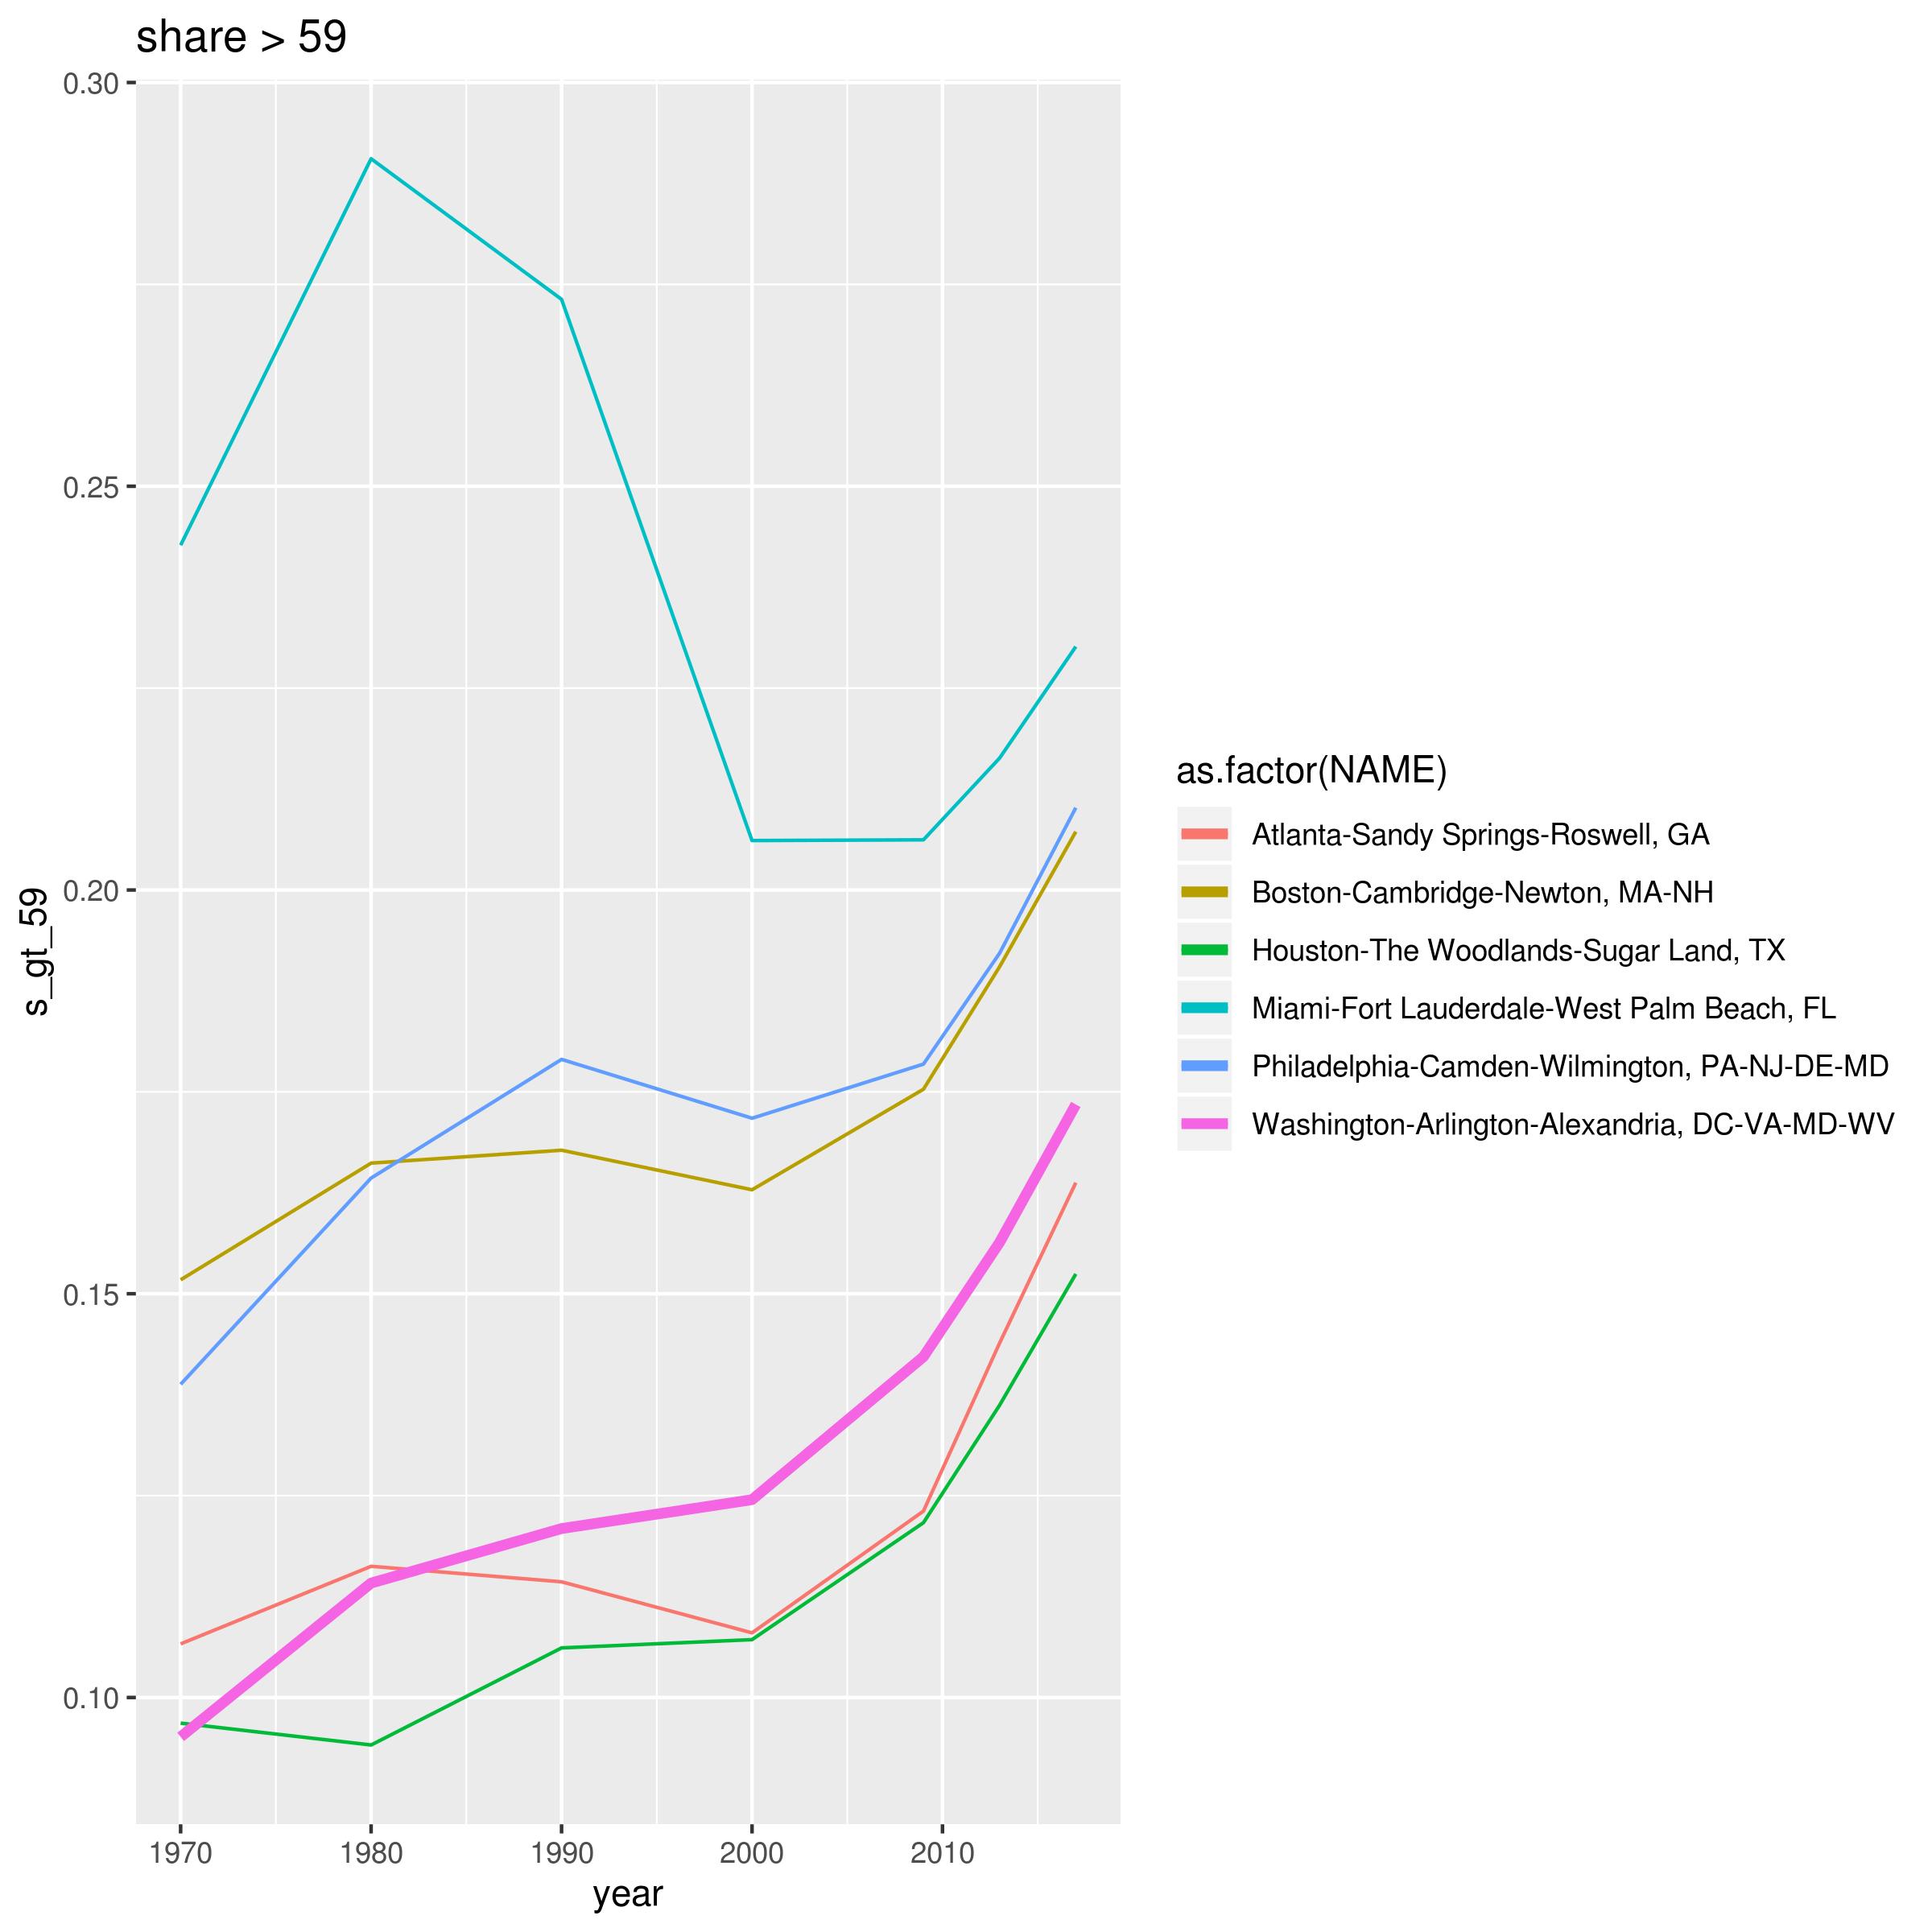 share > 59
0.30
0.25
0.20
0.15
0.10
s_gt_59
1970 1980 1990 2000 2010
year
as.factor(NAME)
Atlanta-Sandy Springs-Roswell, GA
Boston-Cambridge-Newton, MA-NH
Houston-The Woodlands-Sugar Land, TX
Miami-Fort Lauderdale-West Palm Beach, FL
Philadelphia-Camden-Wilmington, PA-NJ-DE-MD
Washington-Arlington-Alexandria, DC-VA-MD-WV